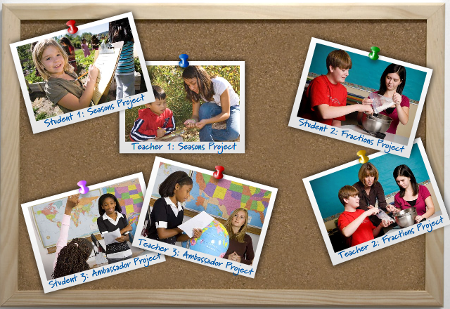 Student 1: Seasons Project
Teacher 1: Seasons Project
Student 2: Fractions Project
Teacher 2: Fractions Project
Student 3: Ambassador Project
Teacher 3: Ambassador Project